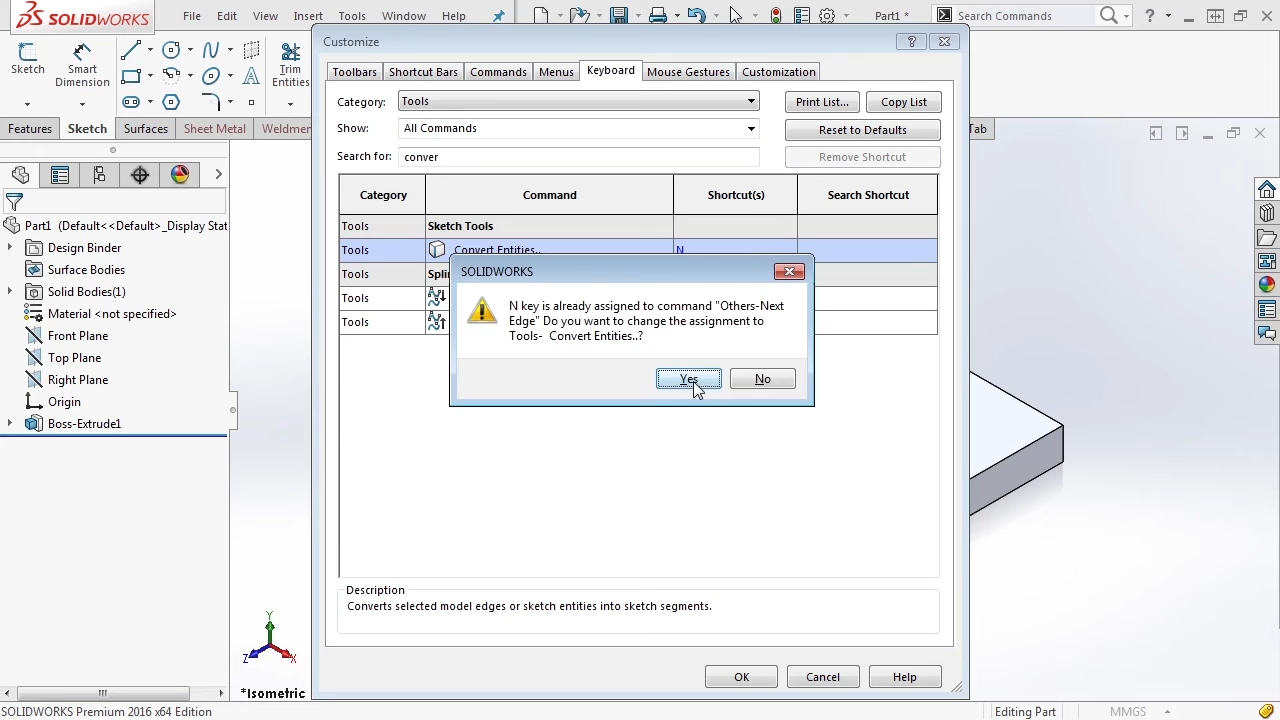 SOLIDWORKS
File Edit View Insert Tools Window Help
Part1 *
Search Commands
Sketch
Smart Dimension
Trim Entities
Features Sketch Surfaces Sheet Metal
Tab
Part1 (Default<<Default>_Display Stat
Design Binder
Surface Bodies
Solid Bodies(1)
Material <not specified>
Front Plane
Top Plane
Right Plane
Origin
Boss-Extrude1
Customize
Toolbars Shortcut Bars Commands Menus Keyboard Mouse Gestures Customization
Category: Tools Print List... Copy List
Show: All Commands Reset to Defaults
Search for: conver Remove Shortcut
Category Command Shortcut(s) Search Shortcut
Tools Sketch Tools
Tools Convert Entities.. N
Tools
Tools
Tools
SOLIDWORKS
N key is already assigned to command "Others-Next
Edge" Do you want to change the assignment to
Tools- Convert Entities..?
Yes No
Description
Converts selected model edges or sketch entities into sketch segments.
OK Cancel Help
Y
Z X
*Isometric
SOLIDWORKS Premium 2016 x64 Edition Editing Part MMGS